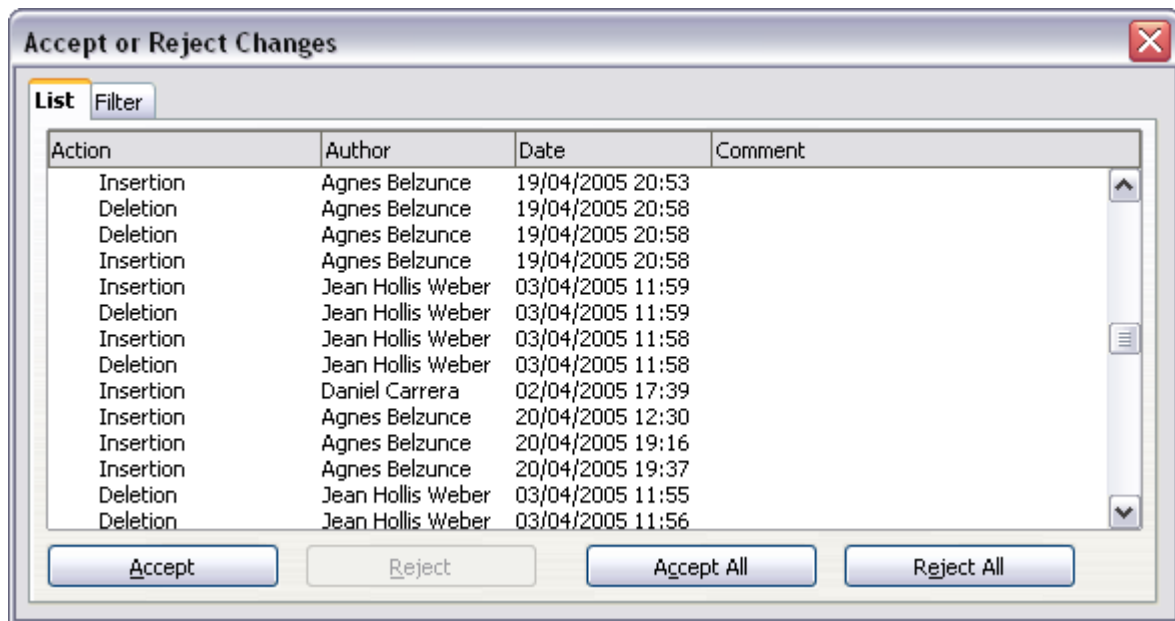 Accept or Reject Changes
List Filter
Action Author Date Comment
Insertion Agnes Belzunce 19/04/2005 20:53
Deletion Agnes Belzunce 19/04/2005 20:58
Deletion Agnes Belzunce 19/04/2005 20:58
Insertion Agnes Belzunce 19/04/2005 20:58
Insertion Jean Hollis Weber 03/04/2005 11:59
Deletion Jean Hollis Weber 03/04/2005 11:59
Insertion Jean Hollis Weber 03/04/2005 11:58
Deletion Jean Hollis Weber 03/04/2005 11:58
Insertion Daniel Carrera 02/04/2005 17:39
Insertion Agnes Belzunce 20/04/2005 12:30
Insertion Agnes Belzunce 20/04/2005 19:16
Insertion Agnes Belzunce 20/04/2005 19:37
Deletion Jean Hollis Weber 03/04/2005 11:55
Deletion Jean Hollis Weber 03/04/2005 11:56
Accept Reject Accept All Reject All